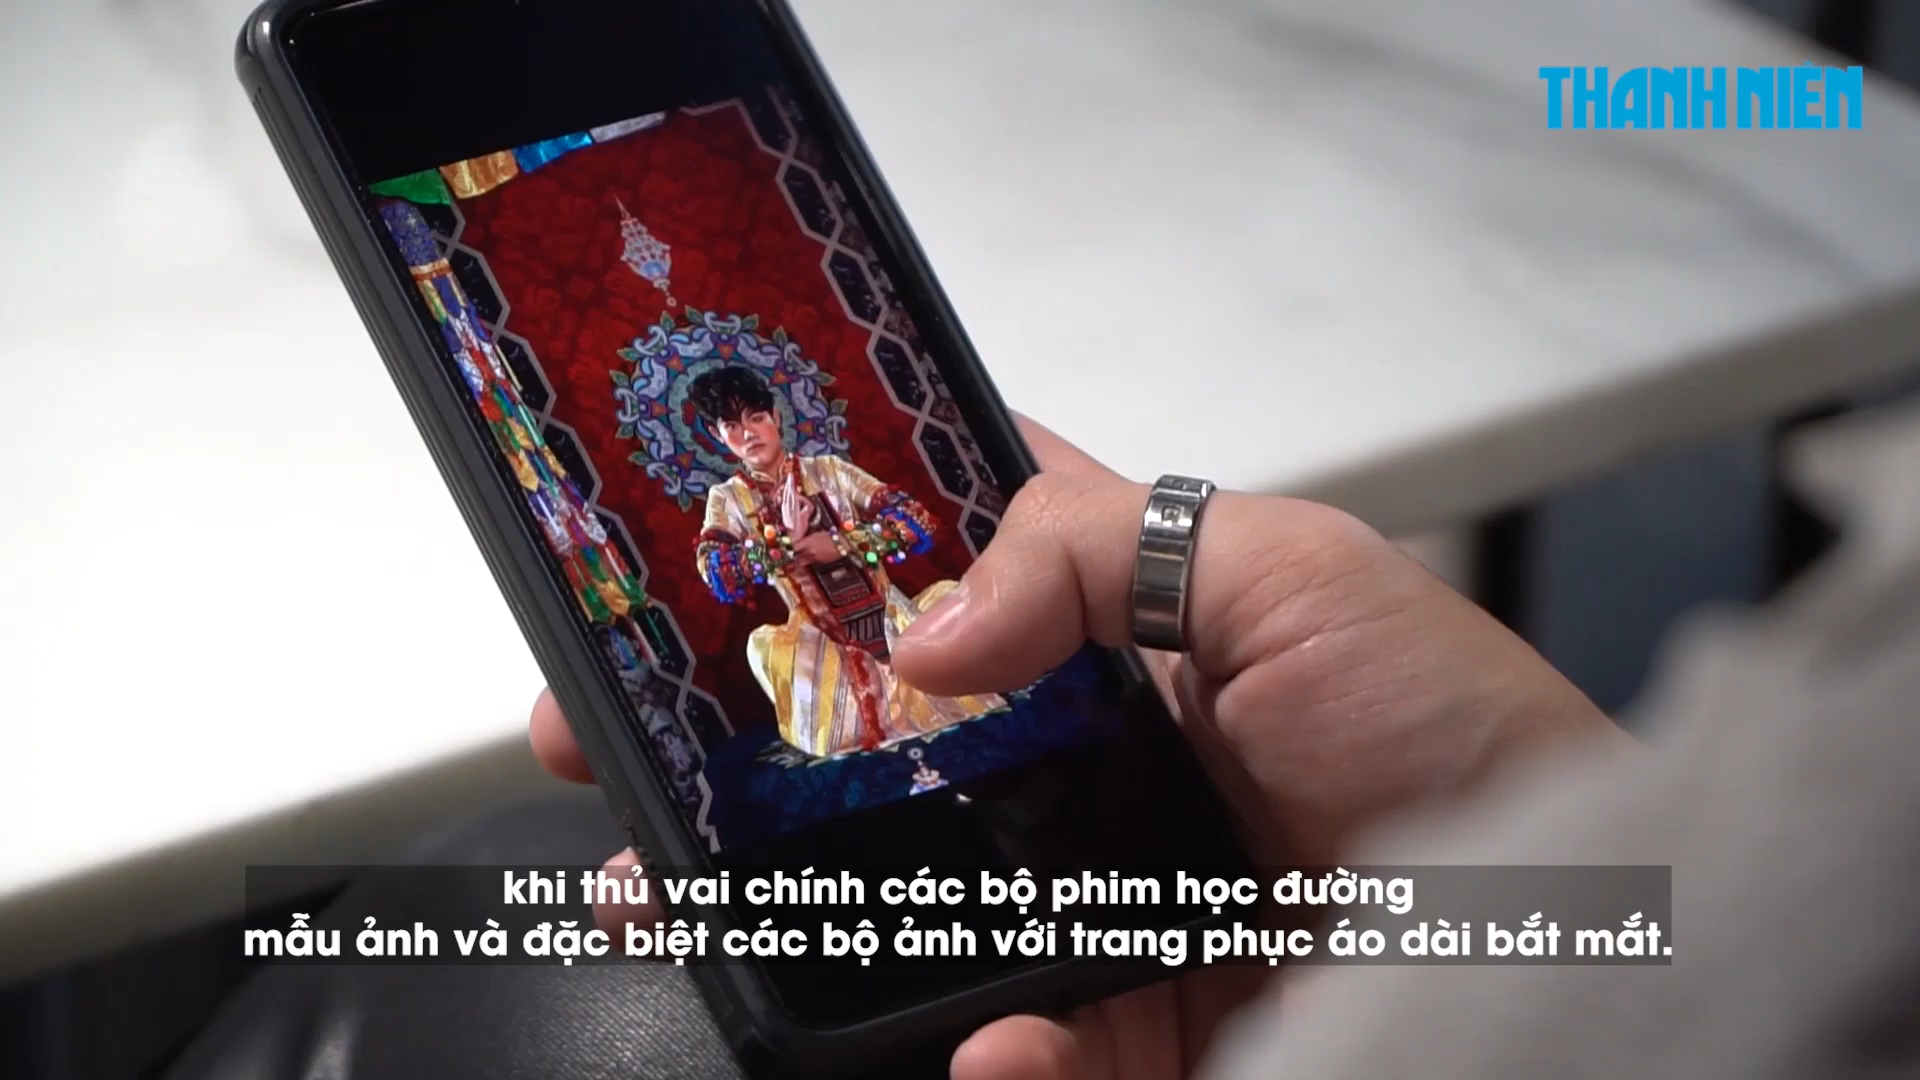 THANH NIÊN
khi thủ vai chính các bộ phim học đường
mẫu ảnh và đặc biệt các bộ ảnh với trang phục áo dài bắt mắt.